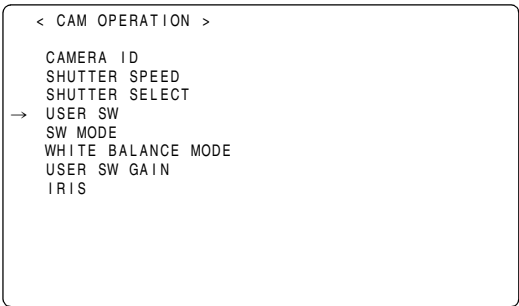 < CAM OPERATION >
CAMERA ID
SHUTTER SPEED
SHUTTER SELECT
→ USER SW
SW MODE
WHITE BALANCE MODE
USER SW GAIN
IRIS